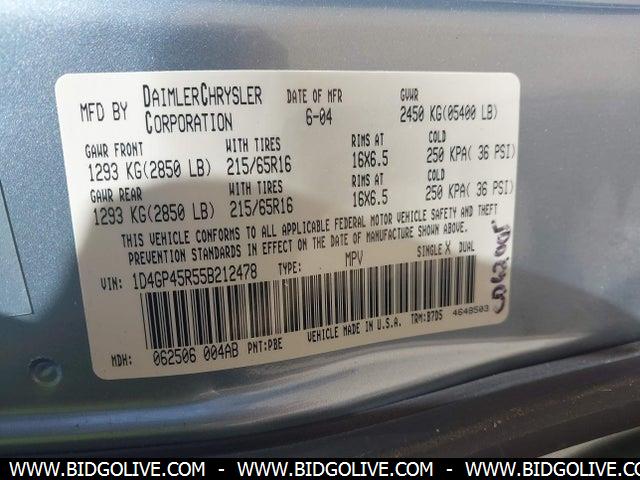 MFD BY DAIMLERCHRYSLER CORPORATION DATE OF MFR 6-04 GVWR 2450 KG(05400 LB)
GAWR FRONT WITH TIRES RIMS AT COLD
1293 KG(2850 LB) 215/65R16 16X6.5 250 KPA( 36 PSI)
GAWR REAR WITH TIRES RIMS AT COLD
1293 KG(2850 LB) 215/65R16 16X6.5 250 KPA( 36 PSI)
THIS VEHICLE CONFORMS TO ALL APPLICABLE FEDERAL MOTOR VEHICLE SAFETY AND THEFT
PREVENTION STANDARDS IN EFFECT ON THE DATE OF MANUFACTURE SHOWN ABOVE.
VIN: 1D4GP45R55B212478 TYPE: MPV SINGLE X DUAL
MDH: 062506 004AB PNT:PBE VEHICLE MADE IN U.S.A. TRM:B7D5 4648503
WWW.BIDGOLIVE.COM - WWW.BIDGOLIVE.COM - WWW.BIDGOLIVE.COM